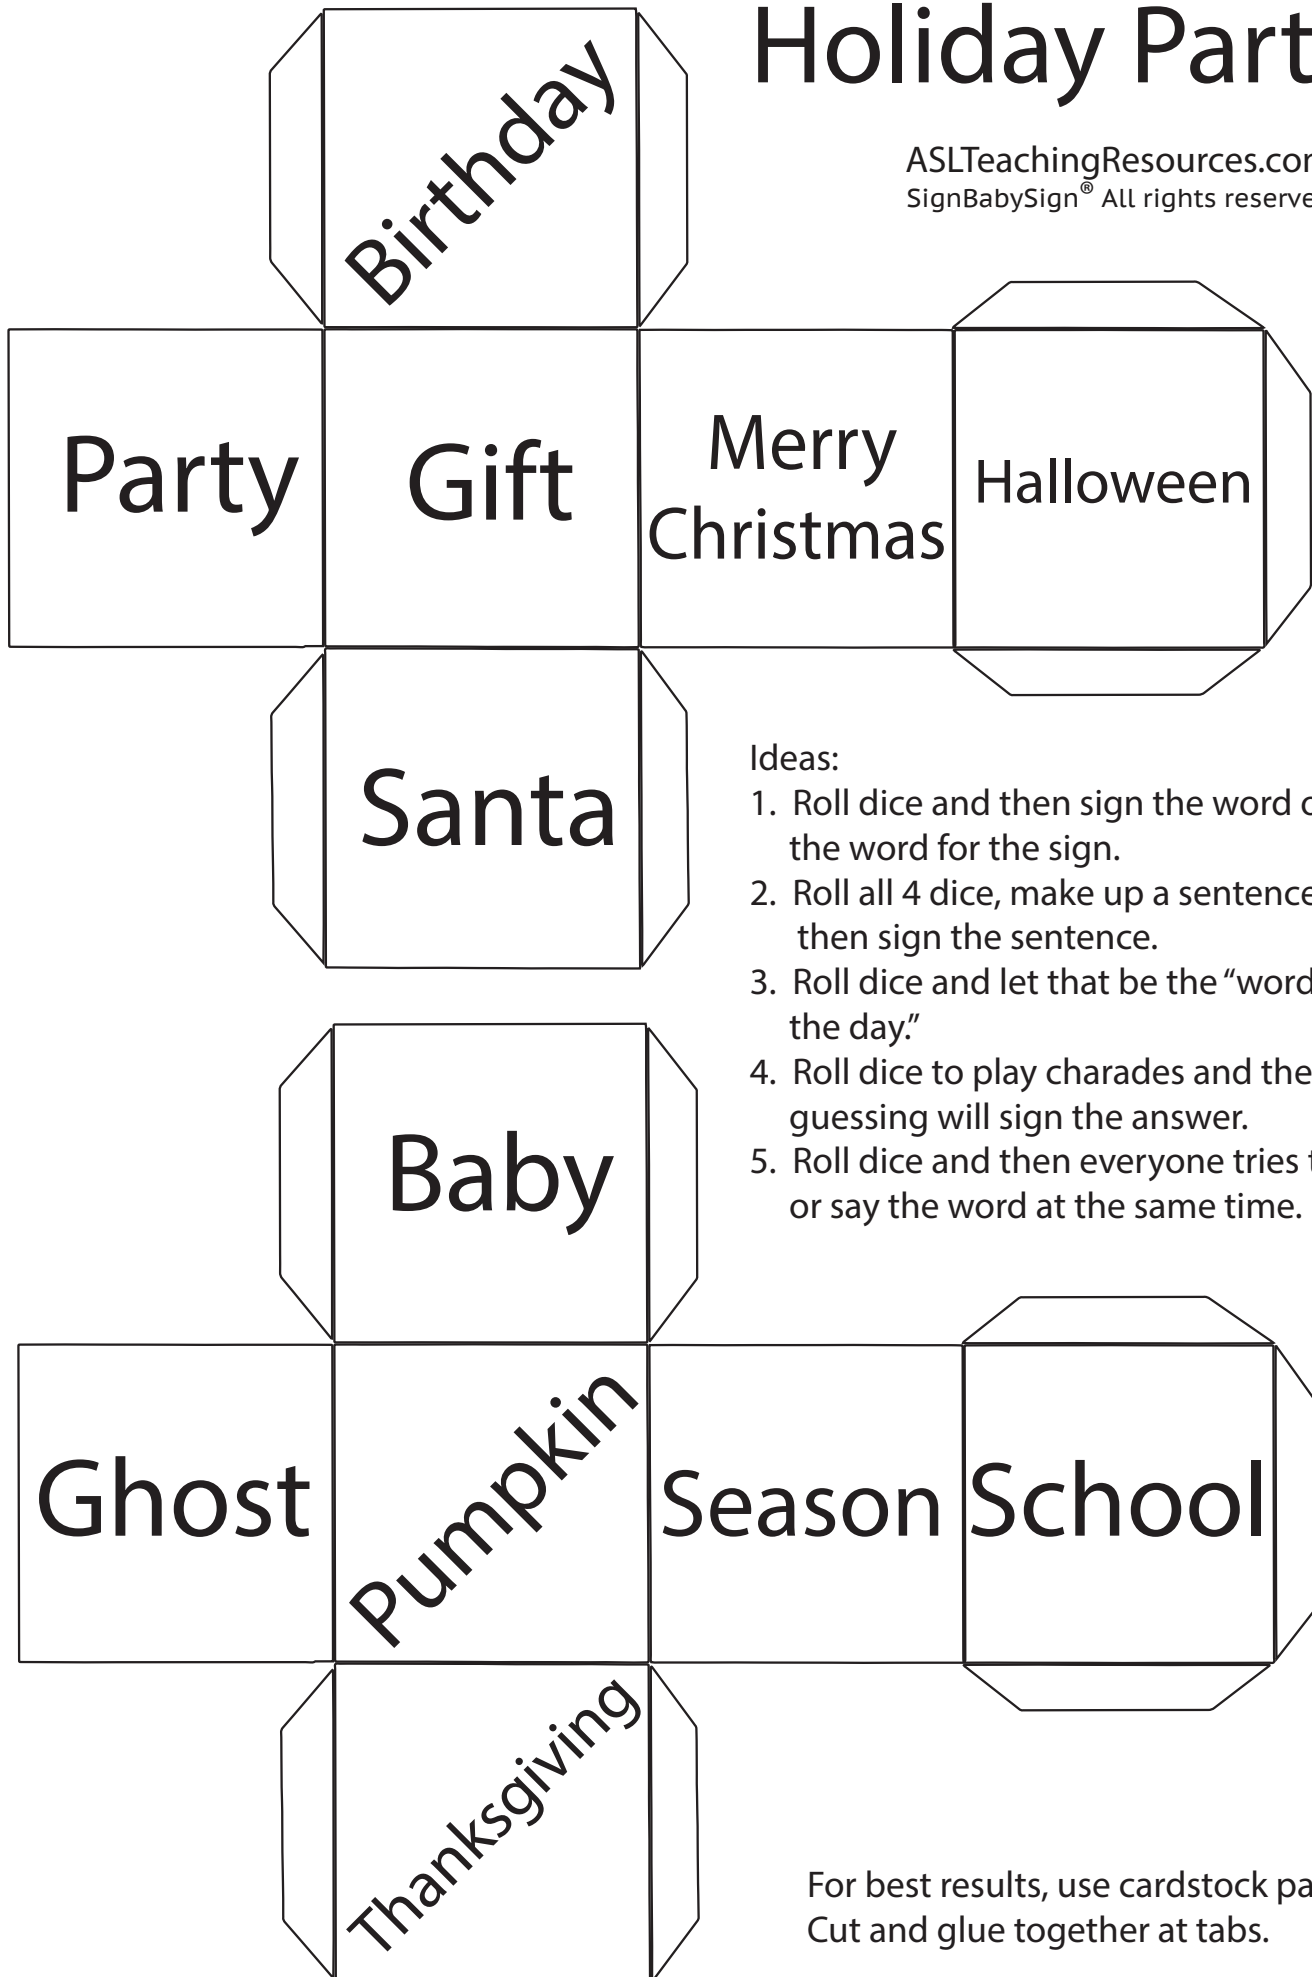 Holiday Part
ASLTeachingResources.com
SignBabySign® All rights reserve
Birthday
Party
Gift
Merry
Christmas
Halloween
Santa
Ideas:
1. Roll dice and then sign the word
the word for the sign.
2. Roll all 4 dice, make up a sentence
then sign the sentence.
3. Roll dice and let that be the “word
the day.”
4. Roll dice to play charades and the
guessing will sign the answer.
5. Roll dice and then everyone tries
or say the word at the same time.
Baby
Ghost
Pumpkin
Season
School
Thanksgiving
For best results, use cardstock pa
Cut and glue together at tabs.